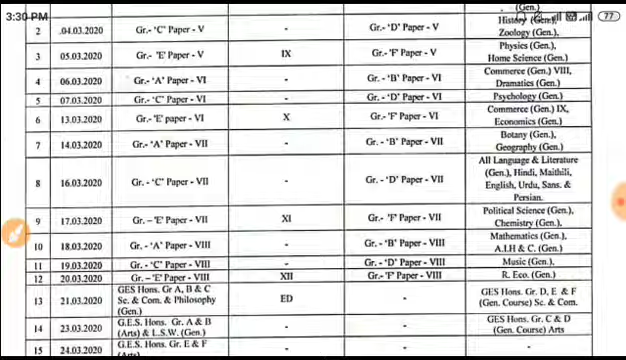 3:30 PM
77
(Gen.)
2 .04.03.2020 Gr.- 'C' Paper - V - Gr.- 'D' Paper - V History (Gen.),
Zoology (Gen.),
3 05.03.2020 Gr.- 'E' Paper - V IX Gr.- 'F' Paper - V Physics (Gen.),
Home Science (Gen.)
4 06.03.2020 Gr.- 'A' Paper - VI - Gr. - 'B' Paper - VI Commerce (Gen.) VIII,
Dramatics (Gen.)
5 07.03.2020 Gr.- 'C' Paper - VI - Gr. - 'D' Paper - VI Psychology (Gen.)
6 13.03.2020 Gr.- 'E' paper - VI X Gr.- 'F' Paper - VI Commerce (Gen.) IX,
Economics (Gen.)
7 14.03.2020 Gr.- 'A' Paper - VII - Gr. - 'B' Paper - VII Botany (Gen.),
Geography (Gen.)
8 16.03.2020 Gr. - 'C' Paper - VII - Gr. - 'D' Paper - VII All Language & Literature
(Gen.), Hindi, Maithili,
English, Urdu, Sans. &
Persian.
9 17.03.2020 Gr. – 'E' Paper - VII XI Gr.- 'F' Paper - VII Political Science (Gen.),
Chemistry (Gen.),
10 18.03.2020 Gr. - 'A' Paper - VIII - Gr. - 'B' Paper - VIII Mathematics (Gen.),
A.I.H & C. (Gen.)
11 19.03.2020 Gr. - 'C' Paper - VIII - Gr. - 'D' Paper - VIII Music (Gen.),
12 20.03.2020 Gr. – 'E' Paper - VIII XII Gr.- 'F' Paper - VIII R. Eco. (Gen.)
13 21.03.2020 GES Hons. Gr A, B & C ED - GES Hons. Gr. D, E & F
Sc. & Com. & Philosophy (Gen. Course) Sc. & Com.
(Gen.)
14 23.03.2020 G.E.S. Hons. Gr. A & B - - GES Hons. Gr. C & D
(Arts) & L.S.W. (Gen.) (Gen. Course) Arts
15 24.03.2020 G.E.S. Hons. Gr. E & F - - -
(Arts)